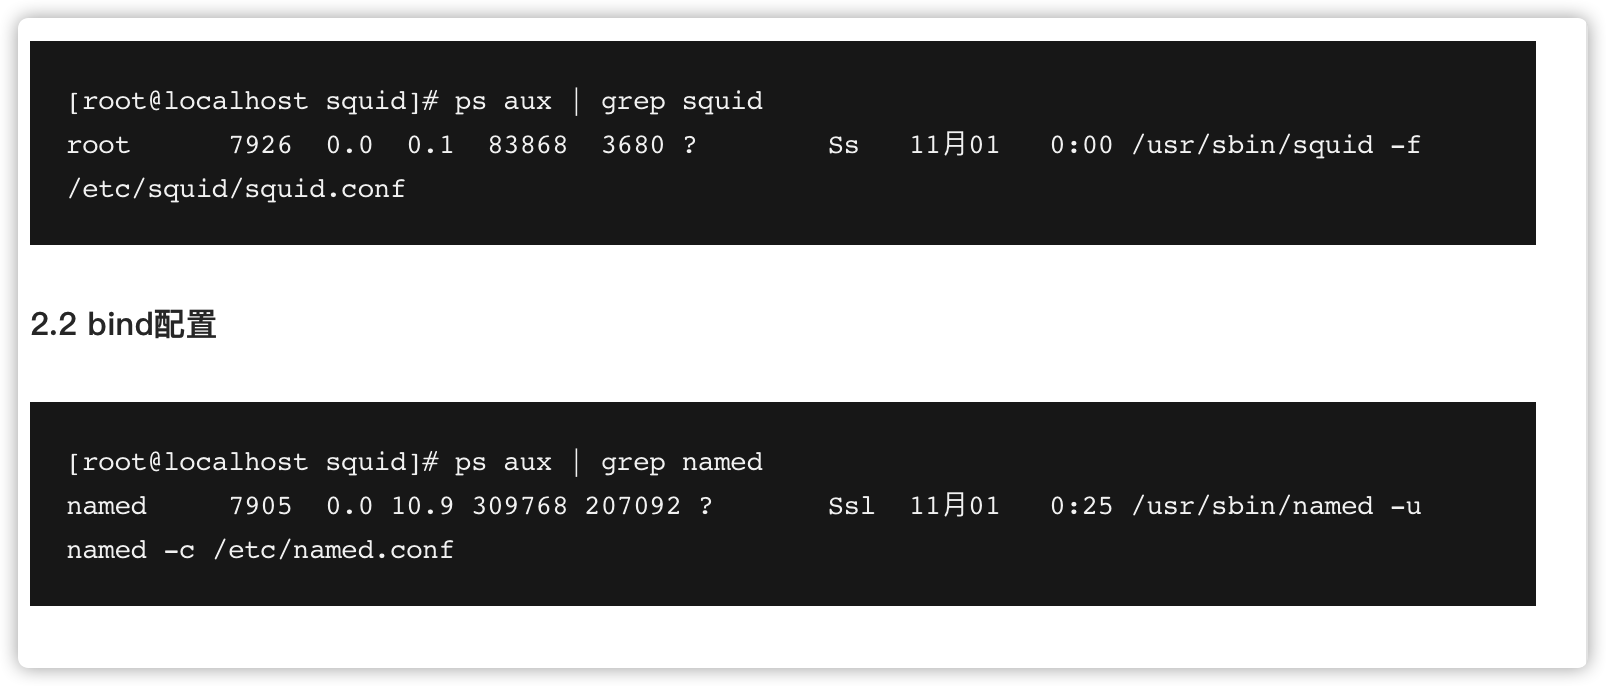 [root@localhost squid]# ps aux | grep squid
root      7926  0.0  0.1  83868  3680 ?        Ss   11月01   0:00 /usr/sbin/squid -f
/etc/squid/squid.conf
2.2 bind配置
[root@localhost squid]# ps aux | grep named
named     7905  0.0 10.9 309768 207092 ?       Ssl  11月01   0:25 /usr/sbin/named -u
named -c /etc/named.conf